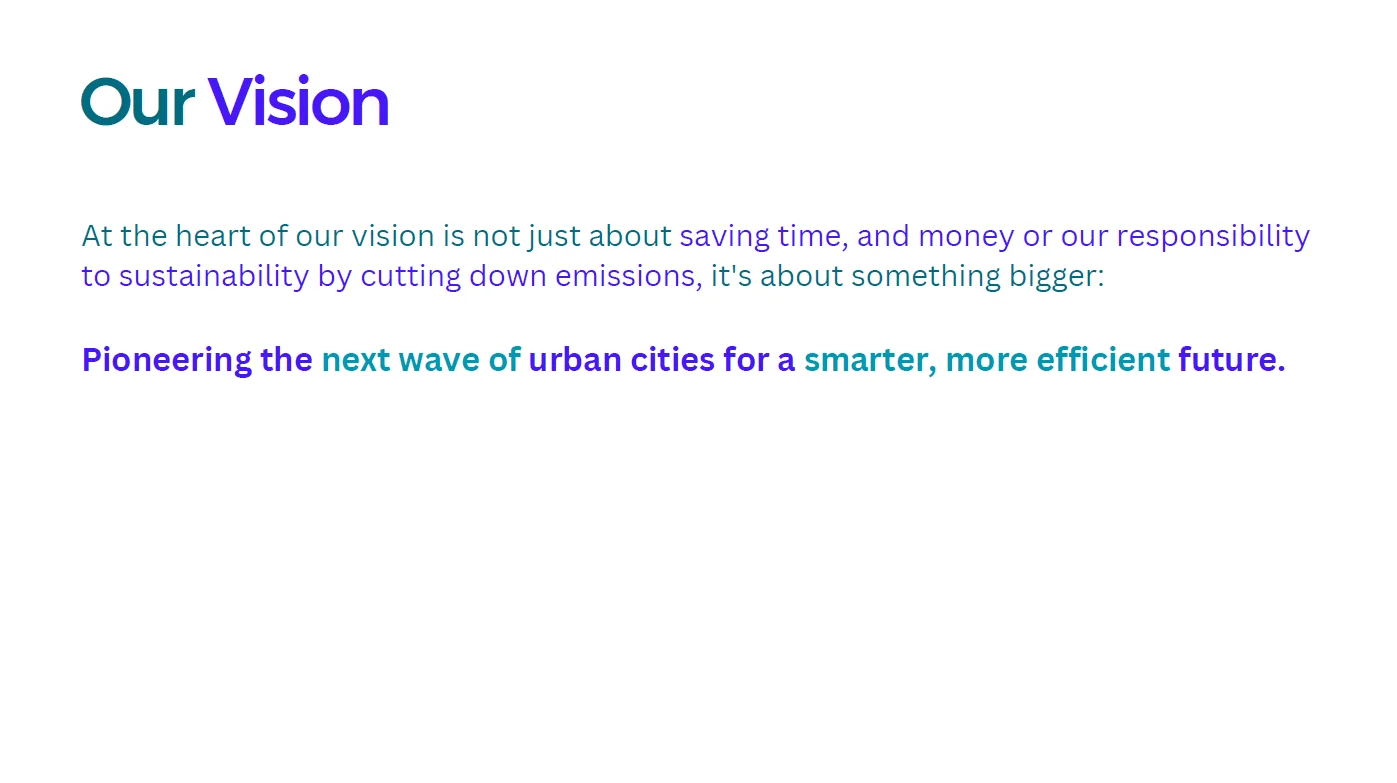 Our Vision
At the heart of our vision is not just about saving time, and money or our responsibility
to sustainability by cutting down emissions, it's about something bigger:
Pioneering the next wave of urban cities for a smarter, more efficient future.